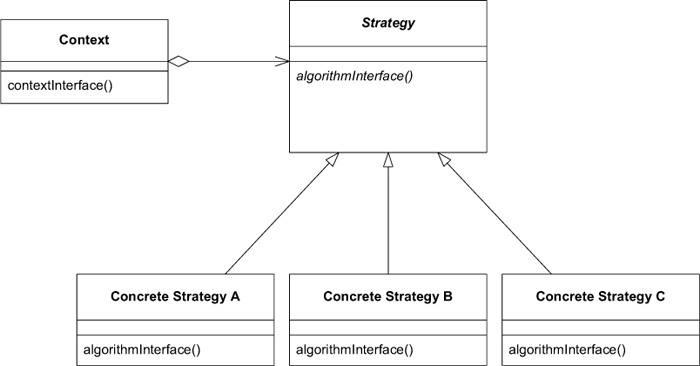 Context
contextInterface()
Strategy
algorithmInterface()
Concrete Strategy A
algorithmInterface()
Concrete Strategy B
algorithmInterface()
Concrete Strategy C
algorithmInterface()